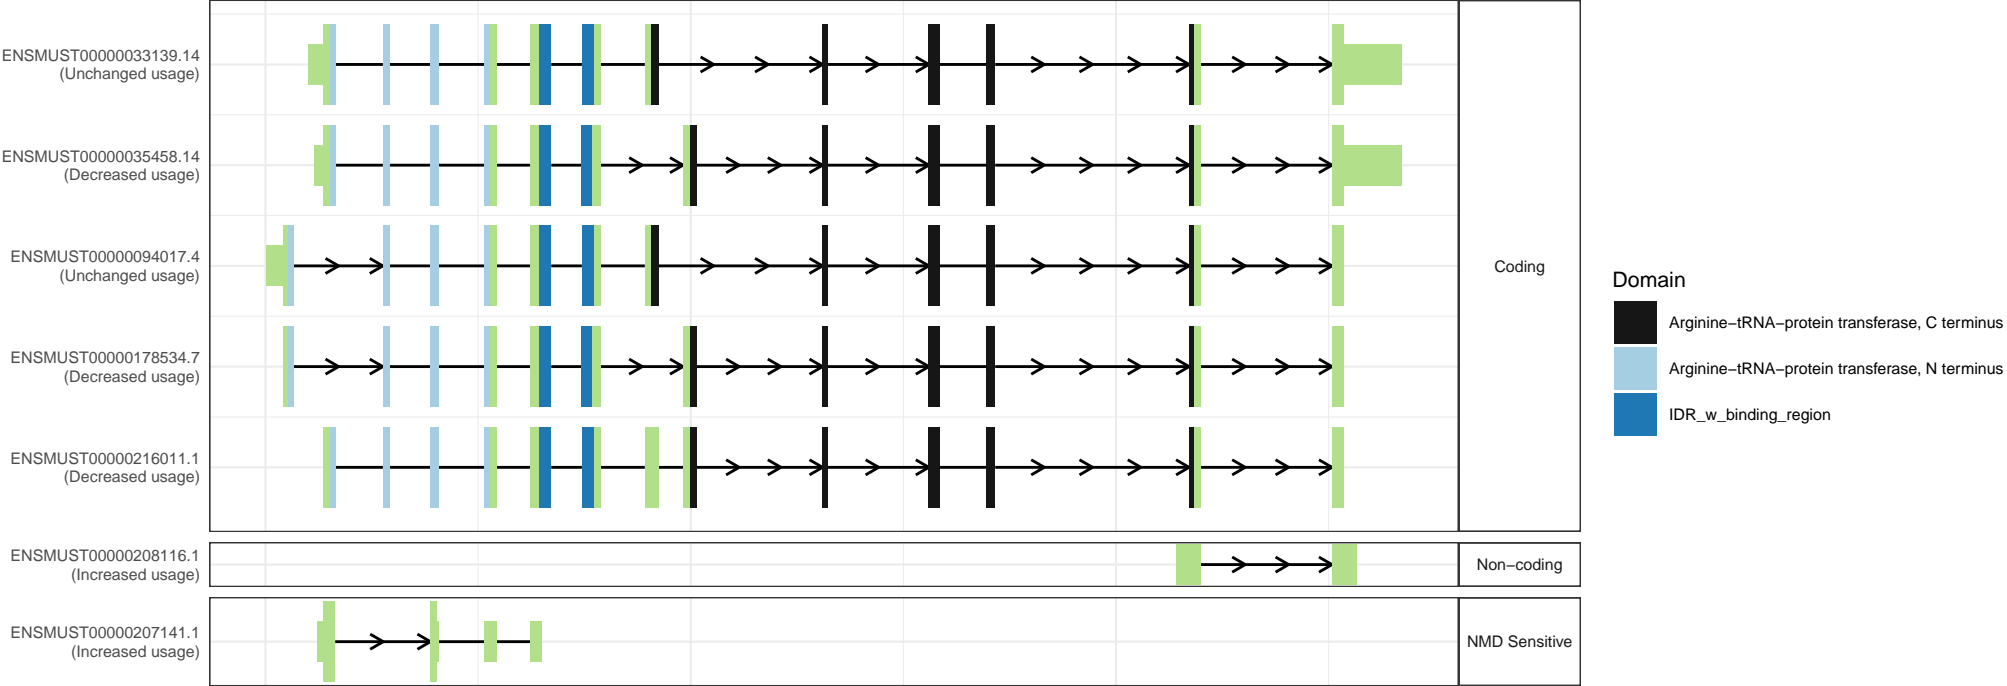 ENSMUST00000033139.14
(Unchanged usage)
ENSMUST00000035458.14
(Decreased usage)
ENSMUST00000094017.4
(Unchanged usage)
ENSMUST00000178534.7
(Decreased usage)
ENSMUST00000216011.1
(Decreased usage)
Coding
ENSMUST00000208116.1
(Increased usage)
Non−coding
ENSMUST00000207141.1
(Increased usage)
NMD Sensitive
Domain
Arginine−tRNA−protein transferase, C terminus
Arginine−tRNA−protein transferase, N terminus
IDR_w_binding_region